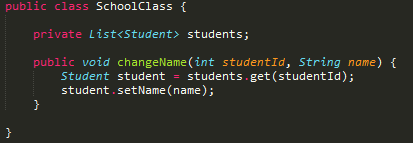 public class SchoolClass {
private List<Student> students;
public void changeName(int studentId, String name) {
Student student = students.get(studentId);
student.setName(name);
}
}